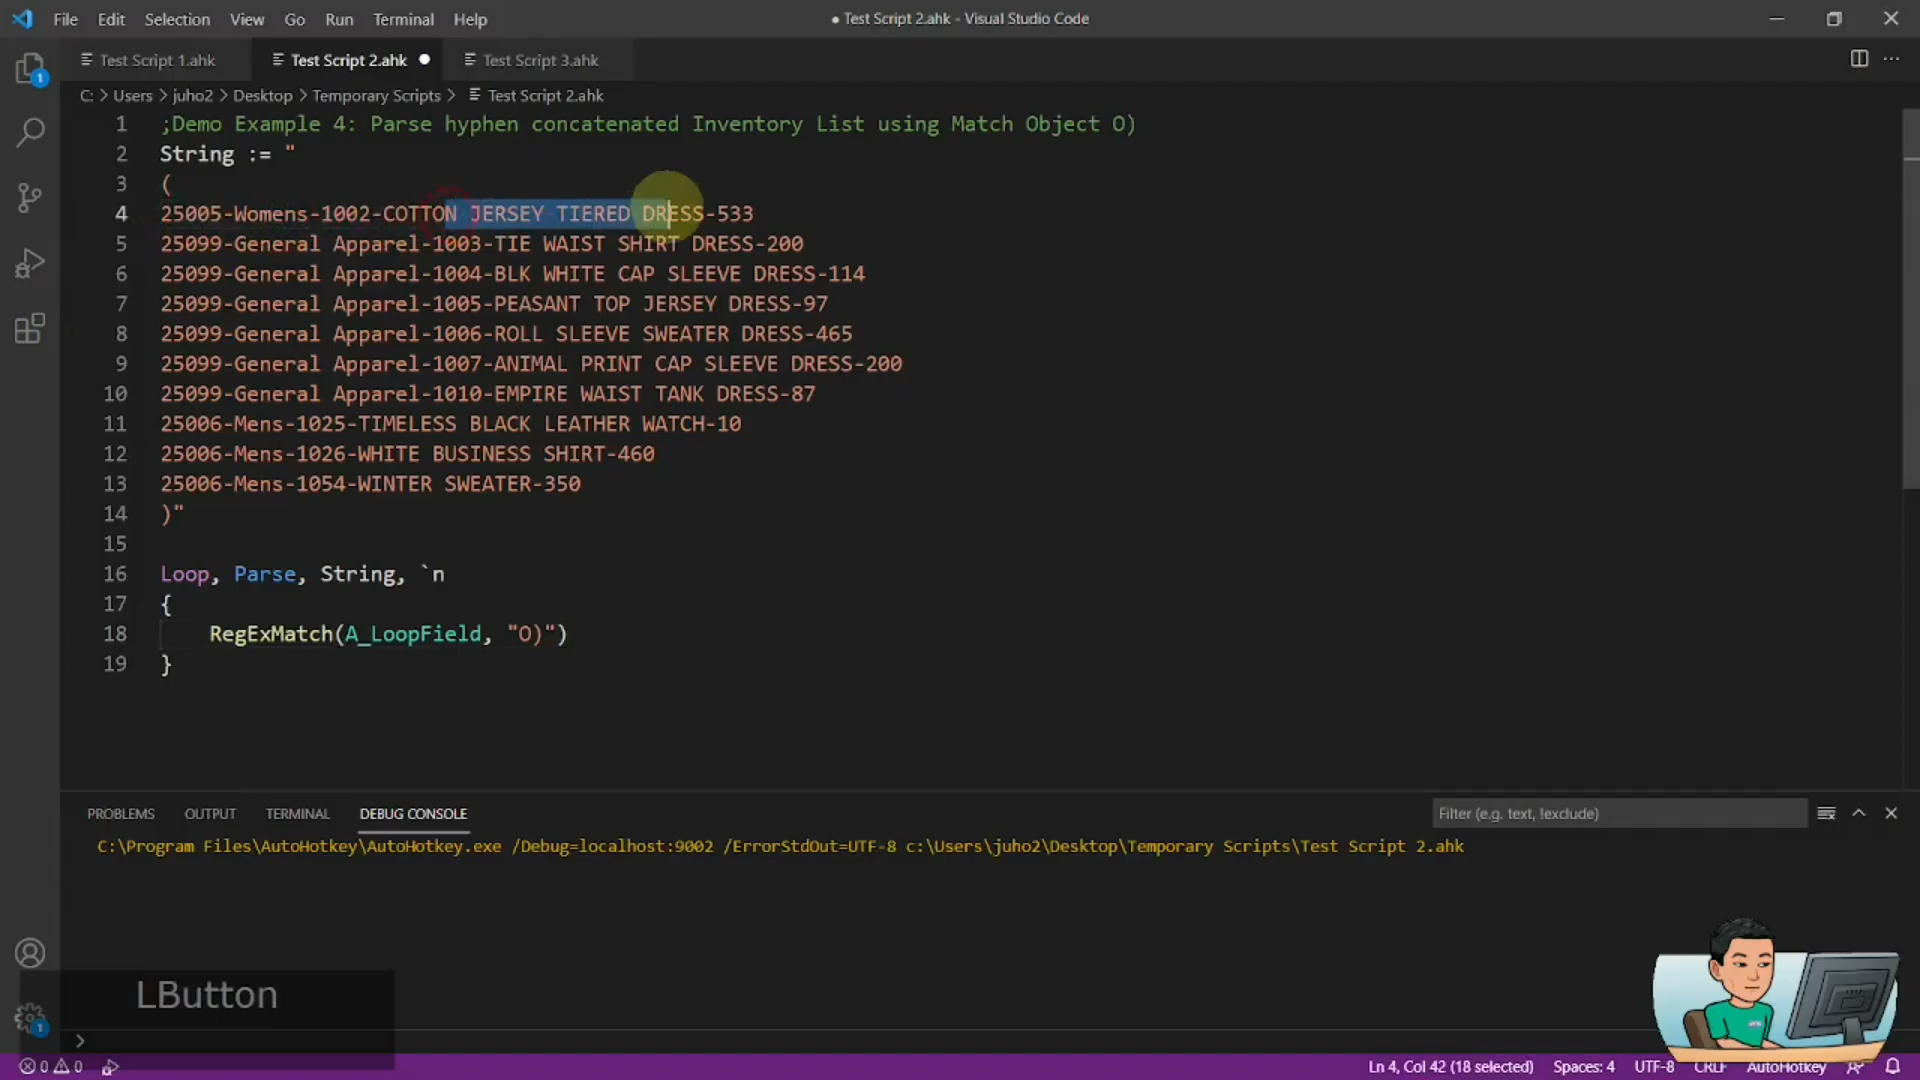 File Edit Selection View Go Run Terminal Help
● Test Script 2.ahk - Visual Studio Code
Test Script 1.ahk Test Script 2.ahk Test Script 3.ahk
C: > Users > juho2 > Desktop > Temporary Scripts > Test Script 2.ahk
1 ;Demo Example 4: Parse hyphen concatenated Inventory List using Match Object O)
2 String := "
3 (
4 25005-Womens-1002-COTTON JERSEY TIERED DRESS-533
5 25099-General Apparel-1003-TIE WAIST SHIRT DRESS-200
6 25099-General Apparel-1004-BLK WHITE CAP SLEEVE DRESS-114
7 25099-General Apparel-1005-PEASANT TOP JERSEY DRESS-97
8 25099-General Apparel-1006-ROLL SLEEVE SWEATER DRESS-465
9 25099-General Apparel-1007-ANIMAL PRINT CAP SLEEVE DRESS-200
10 25099-General Apparel-1010-EMPIRE WAIST TANK DRESS-87
11 25006-Mens-1025-TIMELESS BLACK LEATHER WATCH-10
12 25006-Mens-1026-WHITE BUSINESS SHIRT-460
13 25006-Mens-1054-WINTER SWEATER-350
14 )"
15
16 Loop, Parse, String, `n
17 {
18 RegExMatch(A_LoopField, "O)")
19 }
PROBLEMS OUTPUT TERMINAL DEBUG CONSOLE
Filter (e.g. text, !exclude)
C:\Program Files\AutoHotkey\AutoHotkey.exe /Debug=localhost:9002 /ErrorStdOut=UTF-8 c:\Users\juho2\Desktop\Temporary Scripts\Test Script 2.ahk
LButton
1
1
>
0 0
Ln 4, Col 42 (18 selected) Spaces: 4 UTF-8 CRLF AutoHotkey